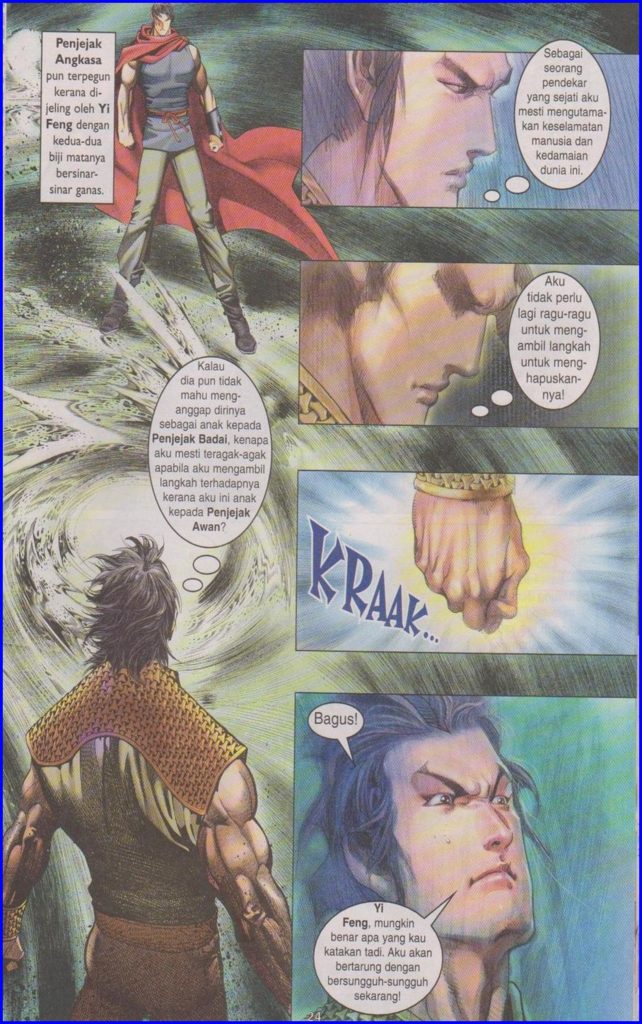 Penjejak
Angkasa
pun terpegun
kerana di-
jeling oleh Yi
Feng dengan
kedua-dua
biji matanya
bersinar-
sinar ganas.
Kalau
dia pun tidak
mahu meng-
anggap dirinya
sebagai anak kepada
Penjejak Badai, kenapa
aku mesti teragak-agak
apabila aku mengambil
langkah terhadapnya
kerana aku ini anak
kepada Penjejak
Awan?
Sebagai
seorang
pendekar
yang sejati aku
mesti mengutamakan
keselamatan
manusia dan
kedamaian
dunia ini.
Aku
tidak perlu
lagi ragu-ragu
untuk meng-
ambil langkah
untuk meng-
hapuskan-
nya!
KRAAK...
Bagus!
Yi
Feng, mungkin
benar apa yang kau
katakan tadi. Aku akan
bertarung dengan
bersungguh-sungguh
sekarang!
24